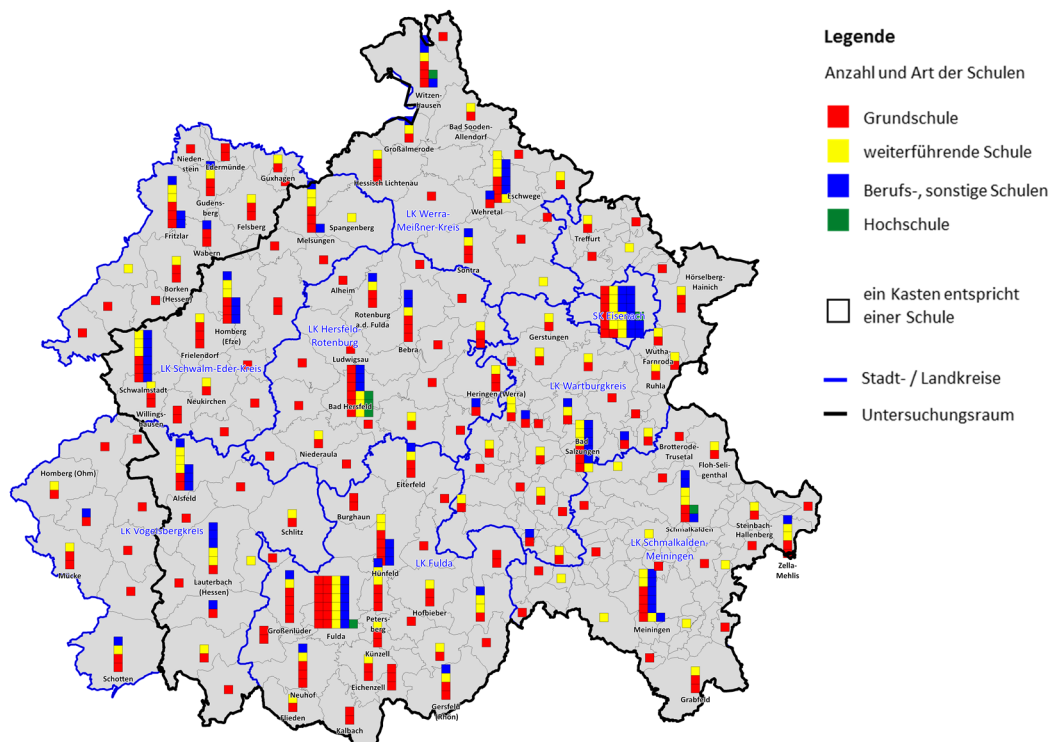 Legende
Anzahl und Art der Schulen
Grundschule
weiterführende Schule
Berufs-, sonstige Schulen
Hochschule
ein Kasten entspricht
einer Schule
Stadt- / Landkreise
Untersuchungsraum
Witzen-
hausen
Bad Sooden-
Allendorf
Großalmerode
Nieden-
stein
Edermünde
Guxhagen
Hessisch Lichtenau
Gudens-
berg
Eschwege
Wehretal
Felsberg
Fritzlar
Melsungen
Spangenberg
LK Werra-
Meißner-Kreis
Treffurt
Wabern
Sontra
Borken
(Hessen)
Alheim
Hörselberg-
Hainich
Rotenburg
a.d. Fulda
SK Eisenach
Homberg
(Efze)
LK Hersfeld-
Rotenburg
Frielendorf
Bebra
Gerstungen
Wutha-
Farnroda
Ludwigsau
LK Schwalm-Eder-Kreis
Schwalmstadt
Ruhla
LK Wartburgkreis
Neukirchen
Heringen (Werra)
Bad Hersfeld
Willings-
hausen
Bad
Salzungen
Brotterode-
Trusetal
Floh-Seli-
genthal
Niederaula
Homberg (Ohm)
Eiterfeld
Alsfeld
Burghaun
Schlitz
Schmalkalden
Steinbach-
Hallenberg
LK Vogelsbergkreis
LK Schmalkalden-
Meiningen
Hünfeld
LK Fulda
Zella-
Mehlis
Mücke
Lauterbach
(Hessen)
Hofbieber
Peters-
berg
Meiningen
Großenlüder
Fulda
Künzell
Schotten
Eichenzell
Neuhof
Gersfeld
(Rhön)
Grabfeld
Flieden
Kalbach